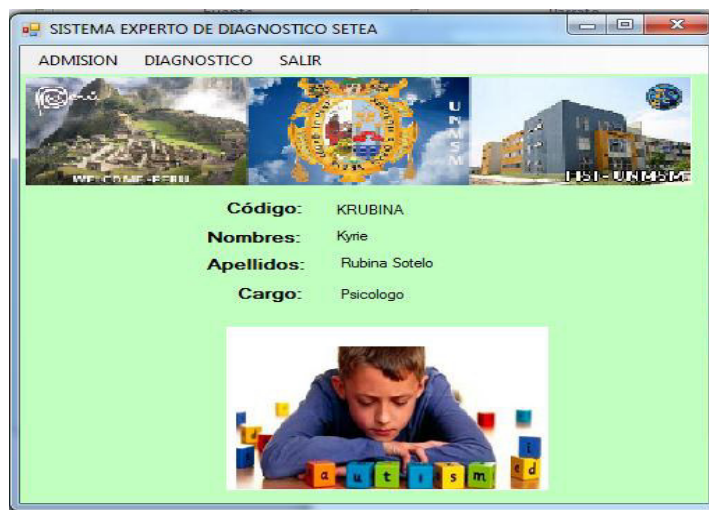 SISTEMA EXPERTO DE DIAGNOSTICO SETEA
ADMISION DIAGNOSTICO SALIR
Perú
WELCOME-PERU
UNMSM
FISI-UNMSM
Código: KRUBINA
Nombres: Kyrie
Apellidos: Rubina Sotelo
Cargo: Psicologo
i
a u t i s m e d